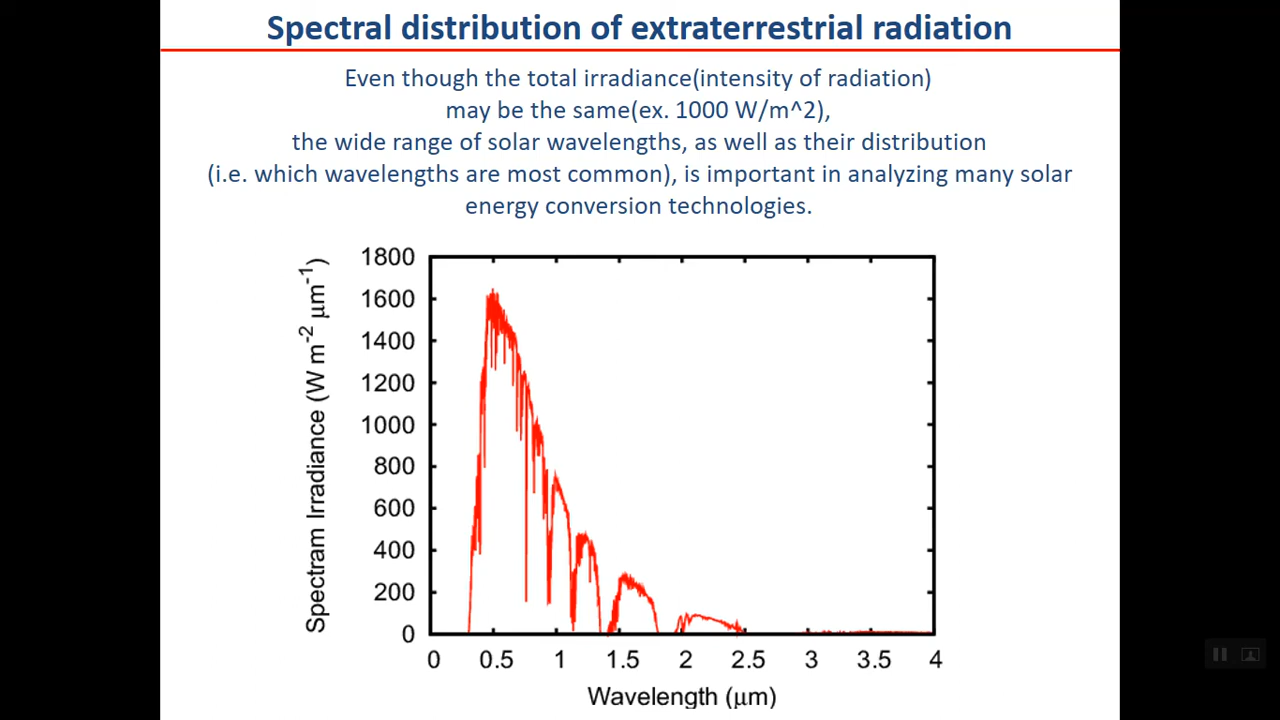 Spectral distribution of extraterrestrial radiation
Even though the total irradiance(intensity of radiation)
may be the same(ex. 1000 W/m^2),
the wide range of solar wavelengths, as well as their distribution
(i.e. which wavelengths are most common), is important in analyzing many solar
energy conversion technologies.
Spectram Irradiance (W m⁻² μm⁻¹)
1800
1600
1400
1200
1000
800
600
400
200
0
0 0.5 1 1.5 2 2.5 3 3.5 4
Wavelength (μm)